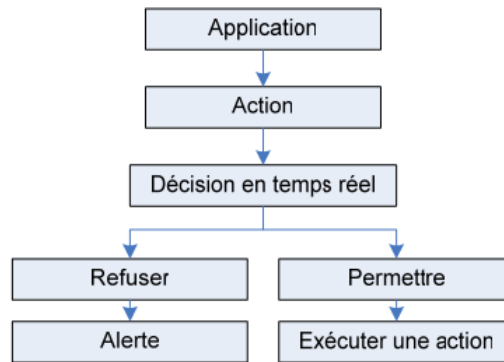 Application
Action
Décision en temps réel
Refuser
Permettre
Alerte
Exécuter une action